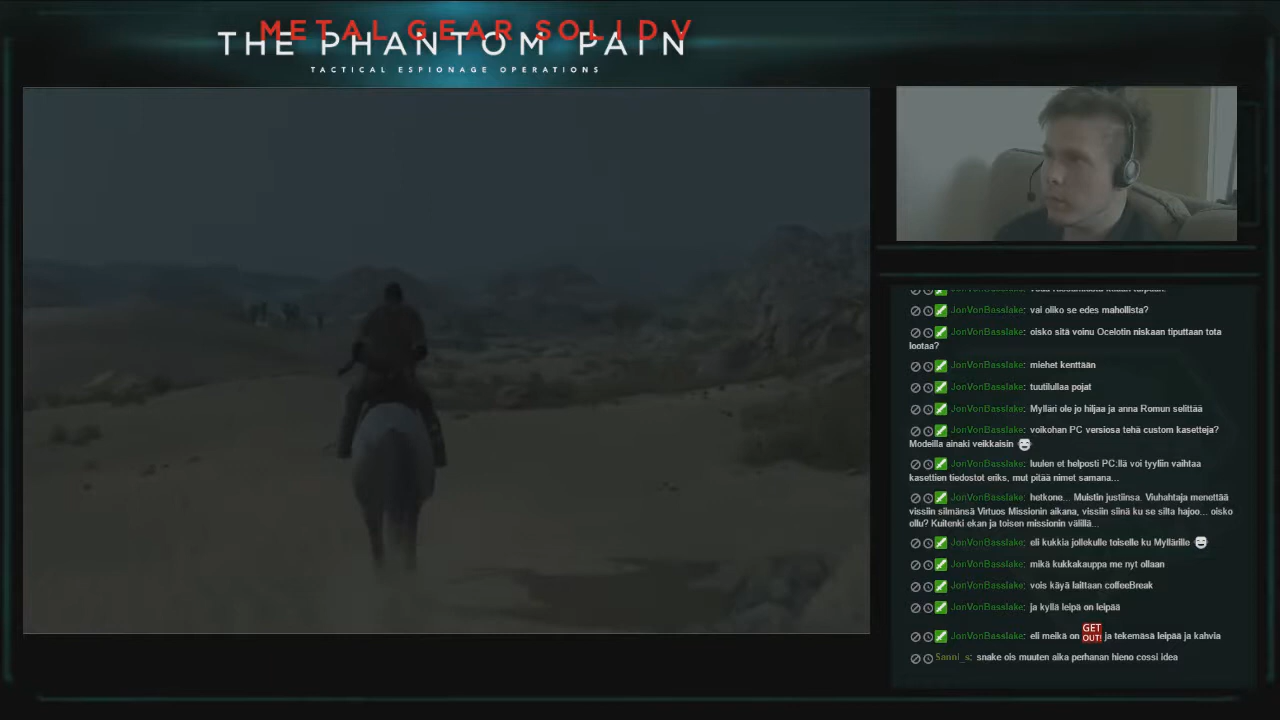 METAL GEAR SOLID V
THE PHANTOM PAIN
TACTICAL ESPIONAGE OPERATIONS
JonVonBasslake:
JonVonBasslake: vai oliko se edes mahollista?
JonVonBasslake: oisko sitä voinu Ocelotin niskaan tiputtaan tota
lootaa?
JonVonBasslake: miehet kenttään
JonVonBasslake: tuutilullaa pojat
JonVonBasslake: Mylläri ole jo hiljaa ja anna Romun selittää
JonVonBasslake: voikohan PC versiosa tehä custom kasetteja?
Modeilla ainaki veikkaisin
JonVonBasslake: luulen et helposti PC:llä voi tyyliin vaihtaa
kasettien tiedostot eriks, mut pitää nimet samana...
JonVonBasslake: hetkone... Muistin justiinsa. Viuhahtaja menettää
vissiin silmänsä Virtuos Missionin aikana, vissiin siinä ku se silta hajoo... oisko
ollu? Kuitenki ekan ja toisen missionin välillä...
JonVonBasslake: eli kukkia jollekulle toiselle ku Myllärille
JonVonBasslake: mikä kukkakauppa me nyt ollaan
JonVonBasslake: vois käyä laittaan coffeeBreak
JonVonBasslake: ja kyllä leipä on leipää
JonVonBasslake: eli meikä on GET OUT! ja tekemäsä leipää ja kahvia
Sanni_s: snake ois muuten aika perhanan hieno cossi idea